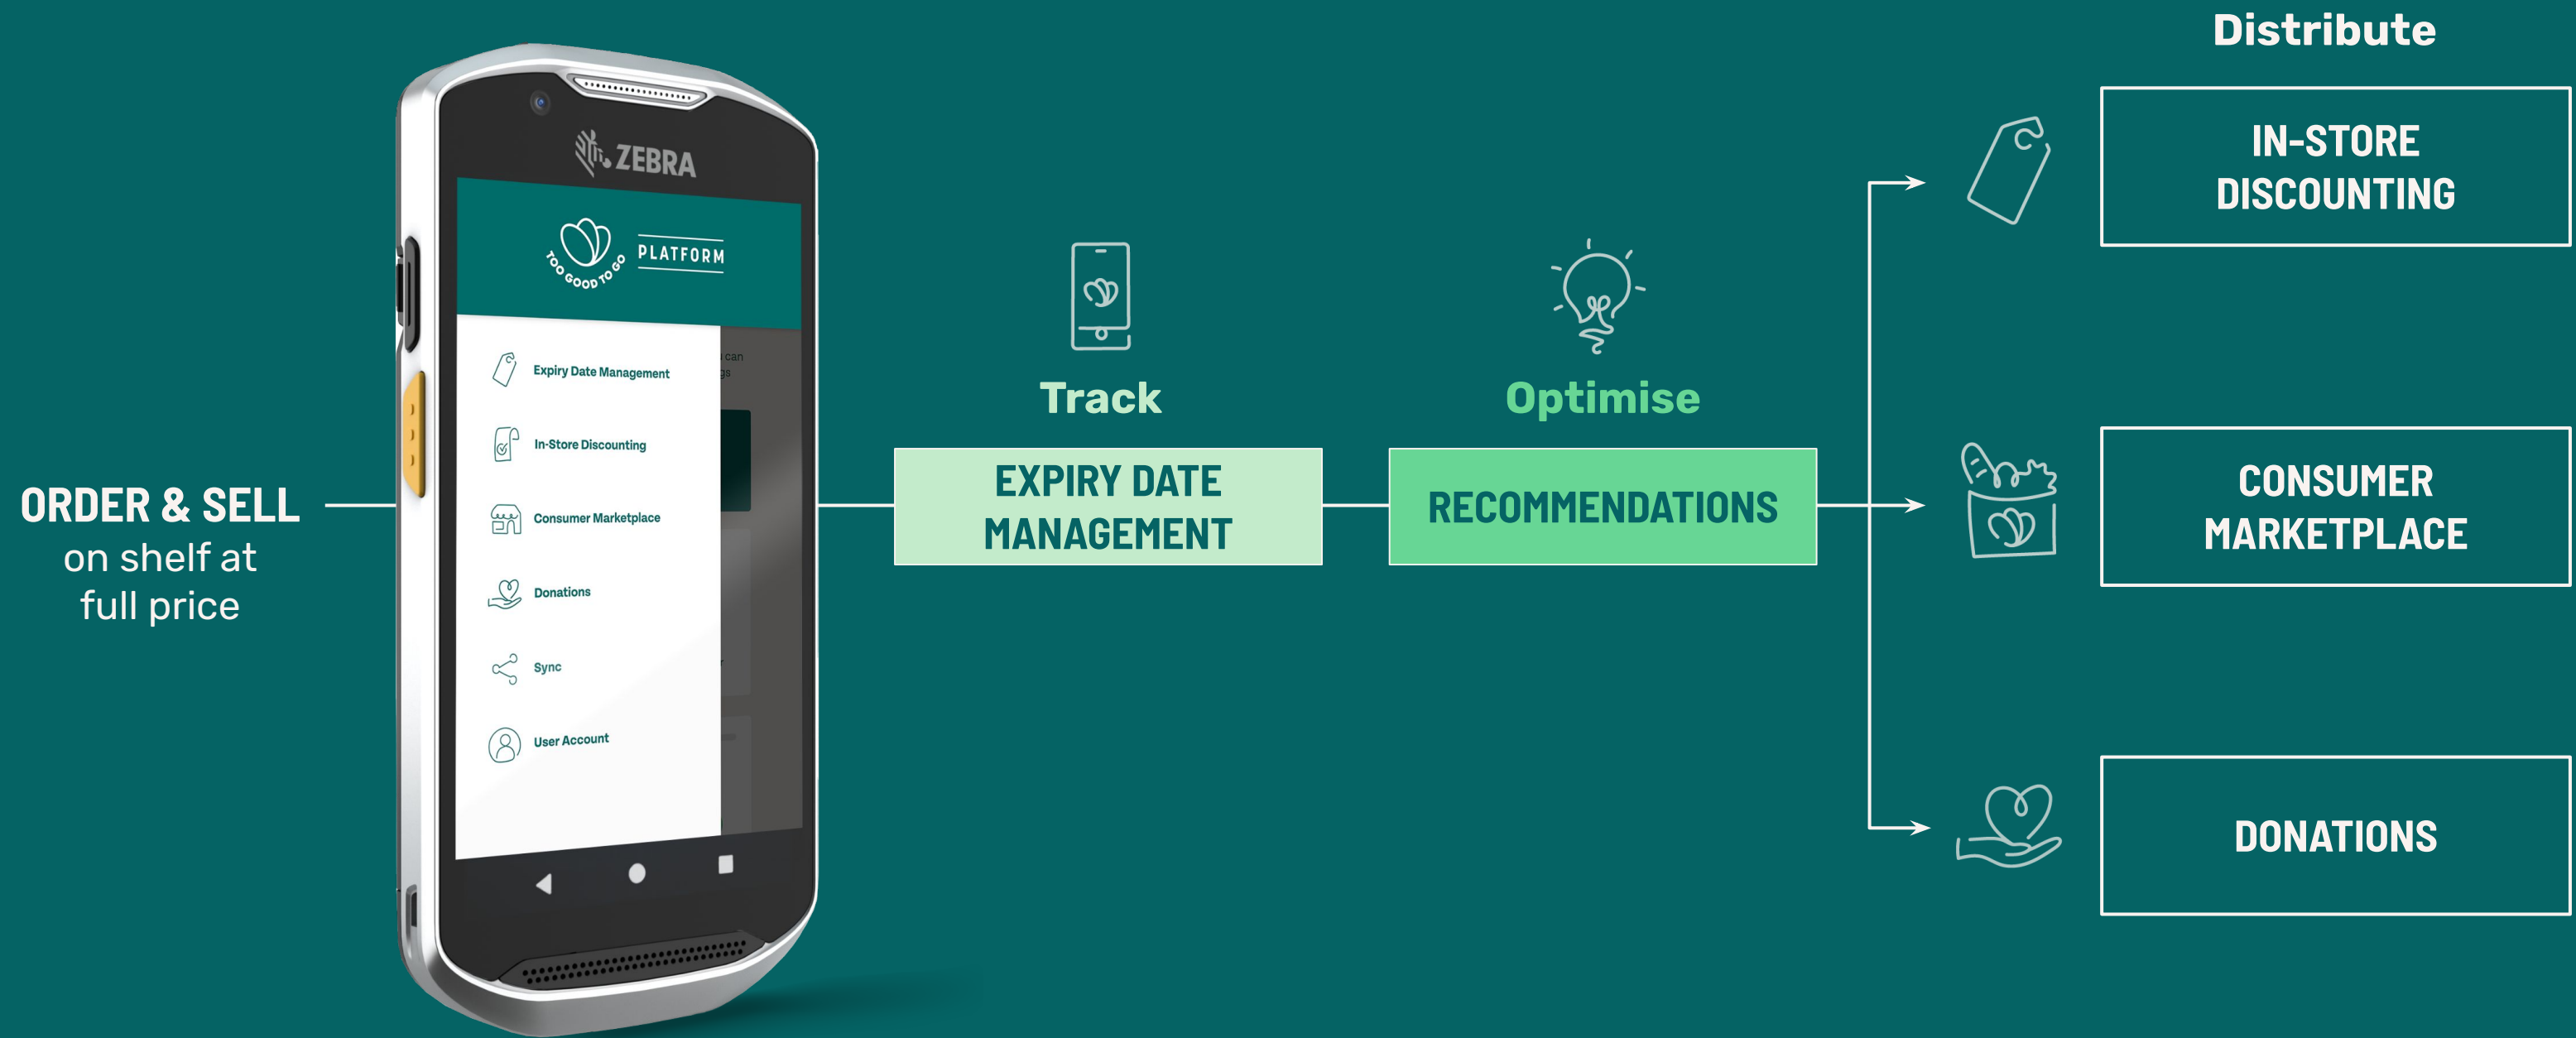 ORDER & SELL
on shelf at
full price
ZEBRA
TOO GOOD TO GO
PLATFORM
Expiry Date Management
In-Store Discounting
Consumer Marketplace
Donations
Sync
User Account
can
Track
EXPIRY DATE
MANAGEMENT
Optimise
RECOMMENDATIONS
Distribute
IN-STORE
DISCOUNTING
CONSUMER
MARKETPLACE
DONATIONS